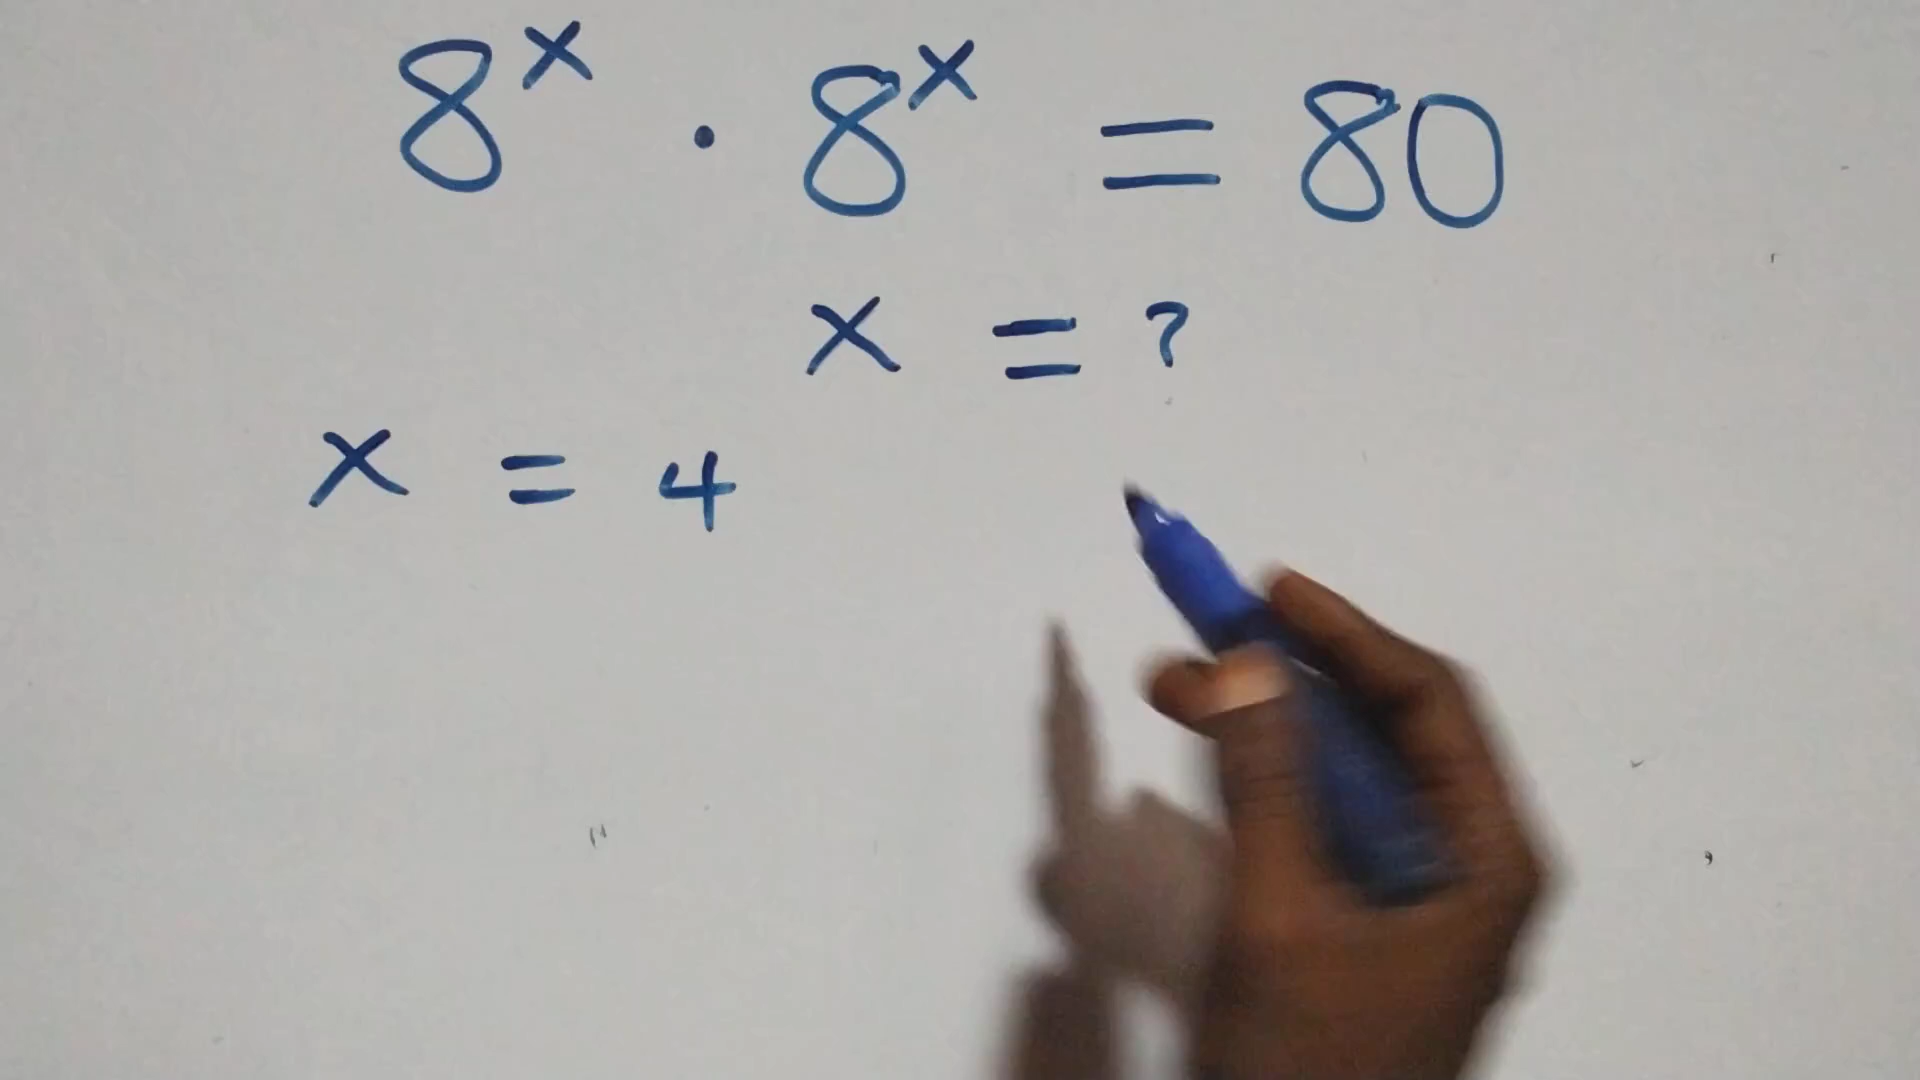 8^x · 8^x = 80
x = ?
x = 4